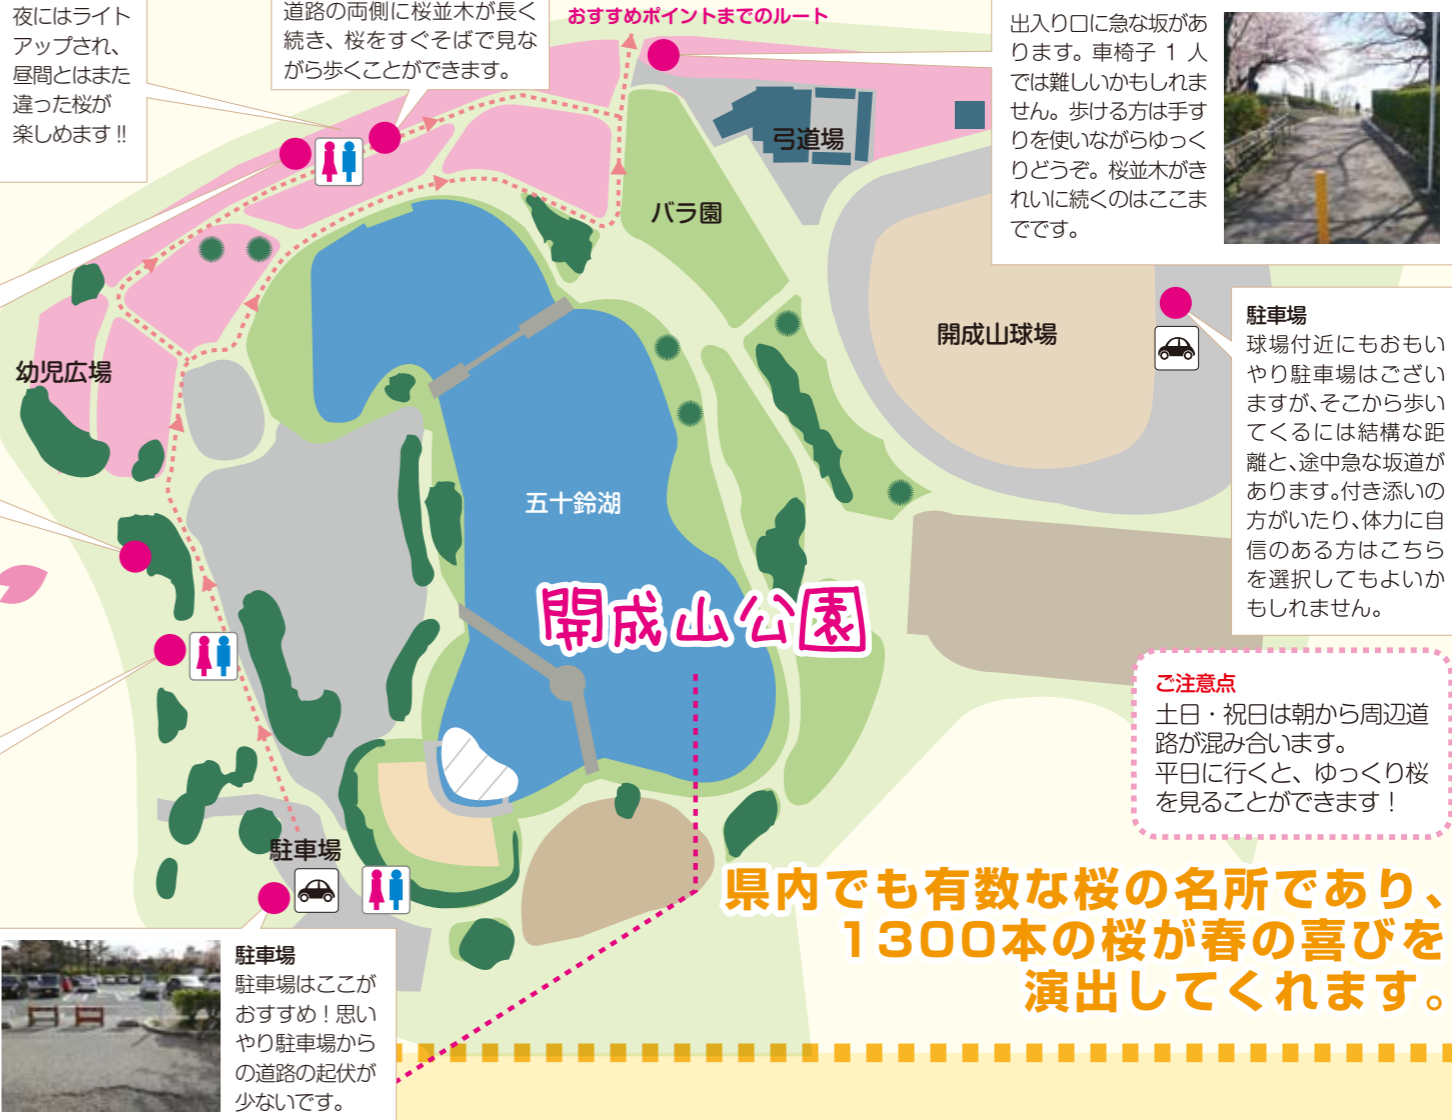 夜にはライト
アップされ、
昼間とはまた
違った桜が
楽しめます!!
道路の両側に桜並木が長く
続き、桜をすぐそばで見な
がら歩くことができます。
おすすめポイントまでのルート
出入り口に急な坂があ
ります。車椅子 1 人
では難しいかもしれま
せん。歩ける方は手す
りを使いながらゆっく
りどうぞ。桜並木がき
れいに続くのはここま
でです。
弓道場
バラ園
開成山球場
幼児広場
五十鈴湖
開成山公園
駐車場
球場付近にもおもい
やり駐車場はござい
ますが、そこから歩い
てくるには結構な距
離と、途中急な坂道が
あります。付き添いの
方がいたり、体力に自
信のある方はこちら
を選択してもよいか
もしれません。
ご注意点
土日・祝日は朝から周辺道
路が混み合います。
平日に行くと、ゆっくり桜
を見ることができます！
駐車場
県内でも有数な桜の名所であり、
1300本の桜が春の喜びを
演出してくれます。
駐車場
駐車場はここが
おすすめ！思い
やり駐車場から
の道路の起伏が
少ないです。